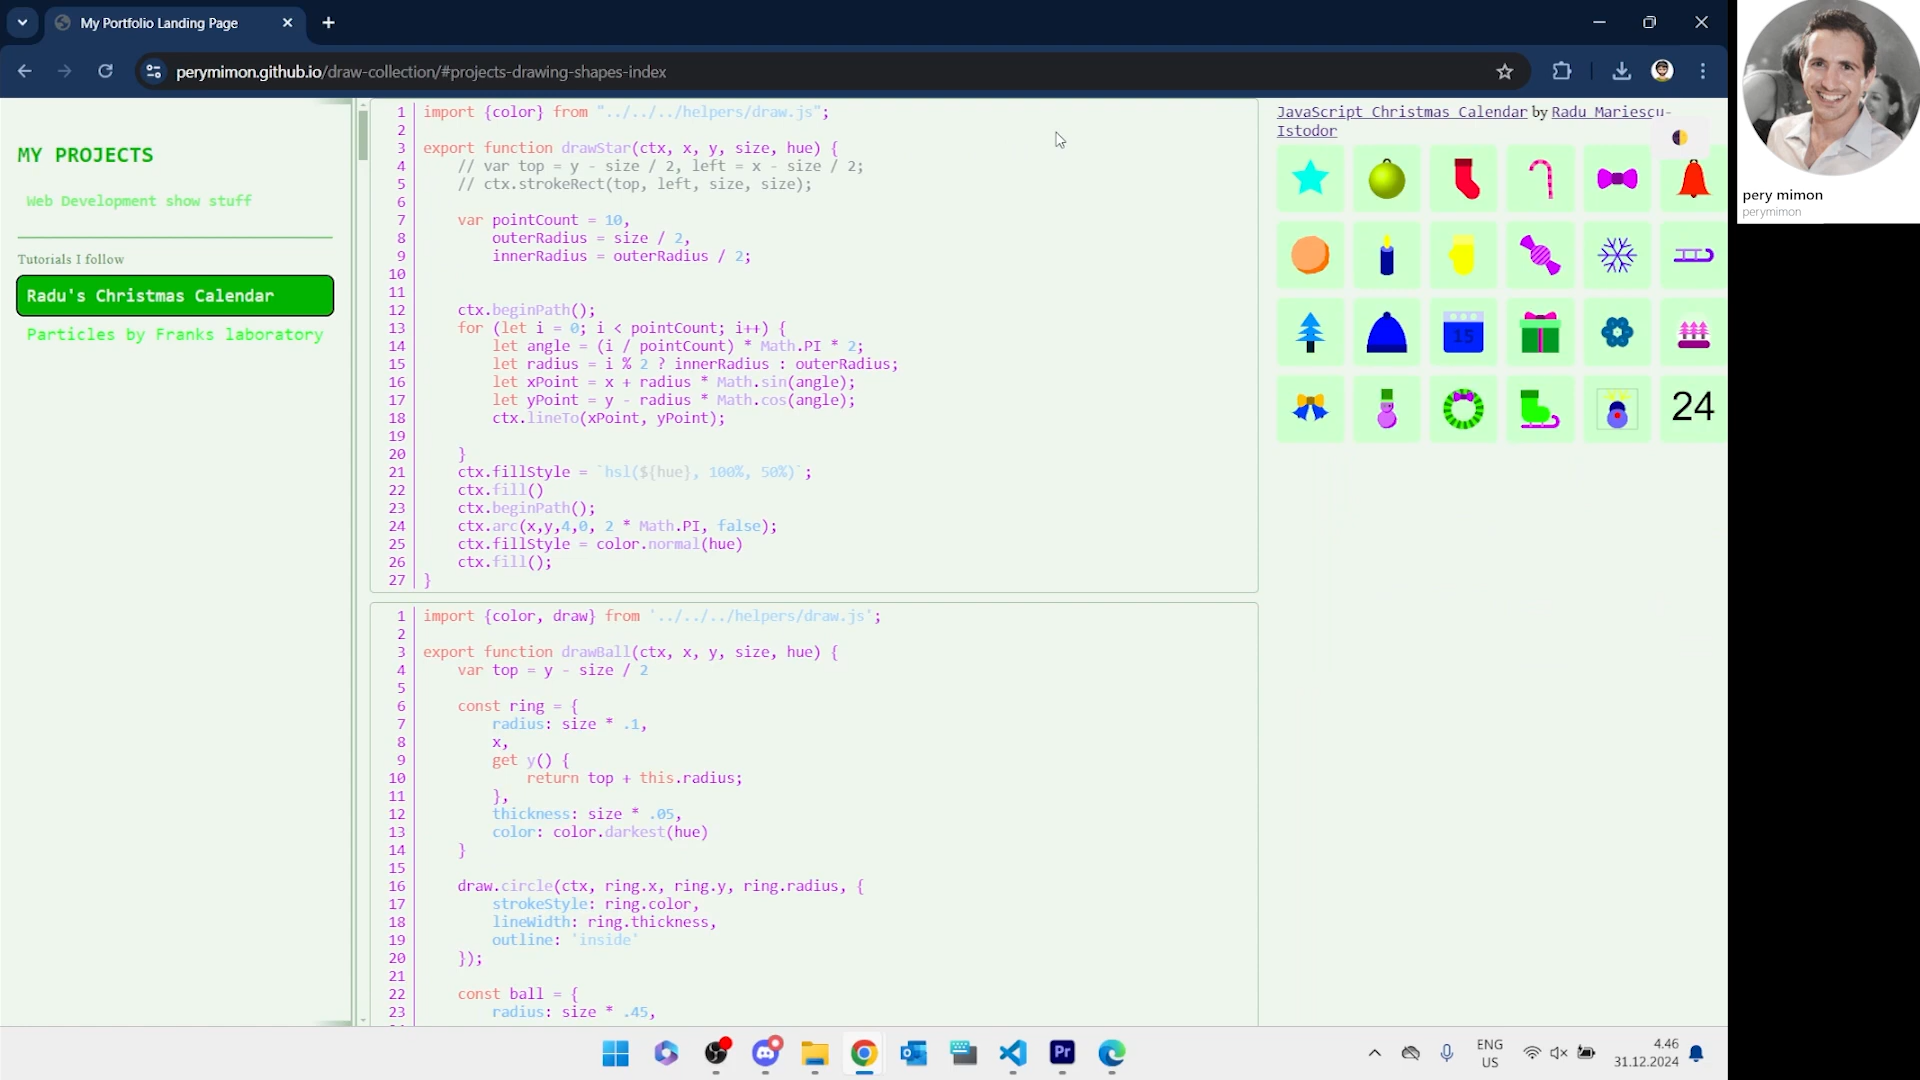 My Portfolio Landing Page
perymimon.github.io/draw-collection/#projects-drawing-shapes-index
MY PROJECTS
Web Development show stuff
Tutorials I follow
Radu's Christmas Calendar
Particles by Franks laboratory
1 import {color} from "../../../helpers/draw.js";
2
3 export function drawStar(ctx, x, y, size, hue) {
4 // var top = y - size / 2, left = x - size / 2;
5 // ctx.strokeRect(top, left, size, size);
6
7 var pointCount = 10,
8 outerRadius = size / 2,
9 innerRadius = outerRadius / 2;
10
11
12 ctx.beginPath();
13 for (let i = 0; i < pointCount; i++) {
14 let angle = (i / pointCount) * Math.PI * 2;
15 let radius = i % 2 ? innerRadius : outerRadius;
16 let xPoint = x + radius * Math.sin(angle);
17 let yPoint = y - radius * Math.cos(angle);
18 ctx.lineTo(xPoint, yPoint);
19
20 }
21 ctx.fillStyle = `hsl(${hue}, 100%, 50%)`;
22 ctx.fill()
23 ctx.beginPath();
24 ctx.arc(x,y,4,0, 2 * Math.PI, false);
25 ctx.fillStyle = color.normal(hue)
26 ctx.fill();
27 }
1 import {color, draw} from '../../../helpers/draw.js';
2
3 export function drawBall(ctx, x, y, size, hue) {
4 var top = y - size / 2
5
6 const ring = {
7 radius: size * .1,
8 x,
9 get y() {
10 return top + this.radius;
11 },
12 thickness: size * .05,
13 color: color.darkest(hue)
14 }
15
16 draw.circle(ctx, ring.x, ring.y, ring.radius, {
17 strokeStyle: ring.color,
18 lineWidth: ring.thickness,
19 outline: 'inside'
20 });
21
22 const ball = {
23 radius: size * .45,
JavaScript Christmas Calendar by Radu Mariescu-
Istodor
15
24
pery mimon
perymimon
Pr
ENG
US
4.46
31.12.2024